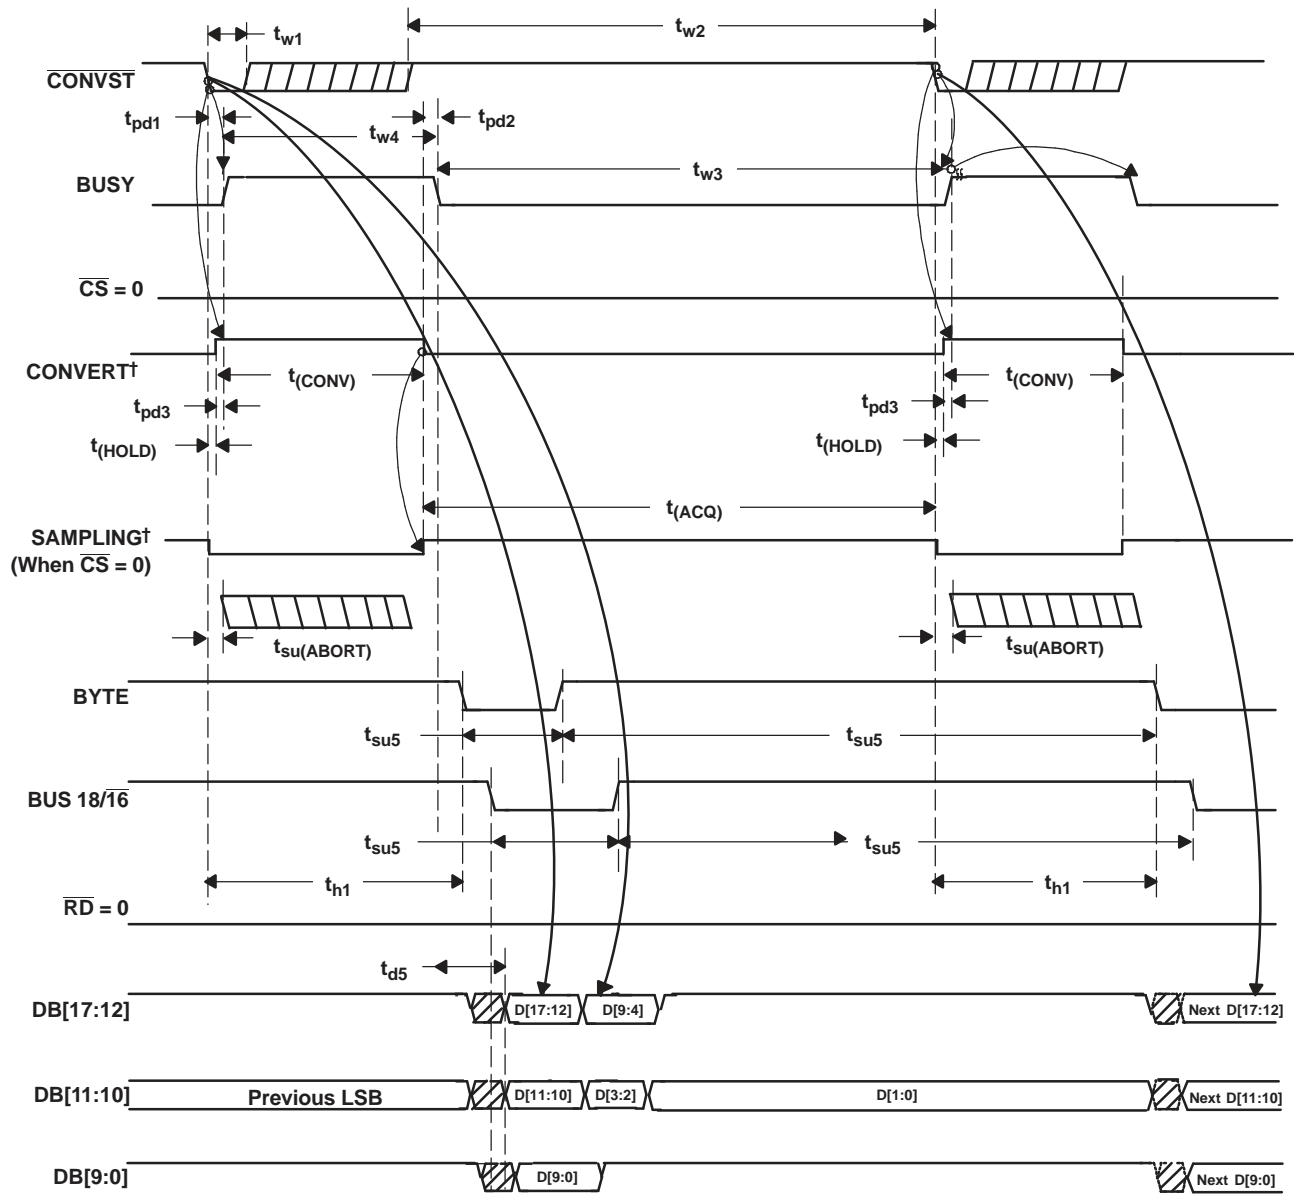 tw1
tw2
CONVST
tpd1
tw4
tpd2
tw3
BUSY
CS = 0
CONVERT†
t(CONV)
t(CONV)
tpd3
tpd3
t(HOLD)
t(HOLD)
t(ACQ)
SAMPLING†
(When CS = 0)
tsu(ABORT)
tsu(ABORT)
BYTE
tsu5
tsu5
BUS 18/16
tsu5
tsu5
th1
th1
RD = 0
td5
DB[17:12]
D[17:12]
D[9:4]
Next D[17:12]
DB[11:10]
Previous LSB
D[11:10]
D[3:2]
D[1:0]
Next D[11:10]
DB[9:0]
D[9:0]
Next D[9:0]